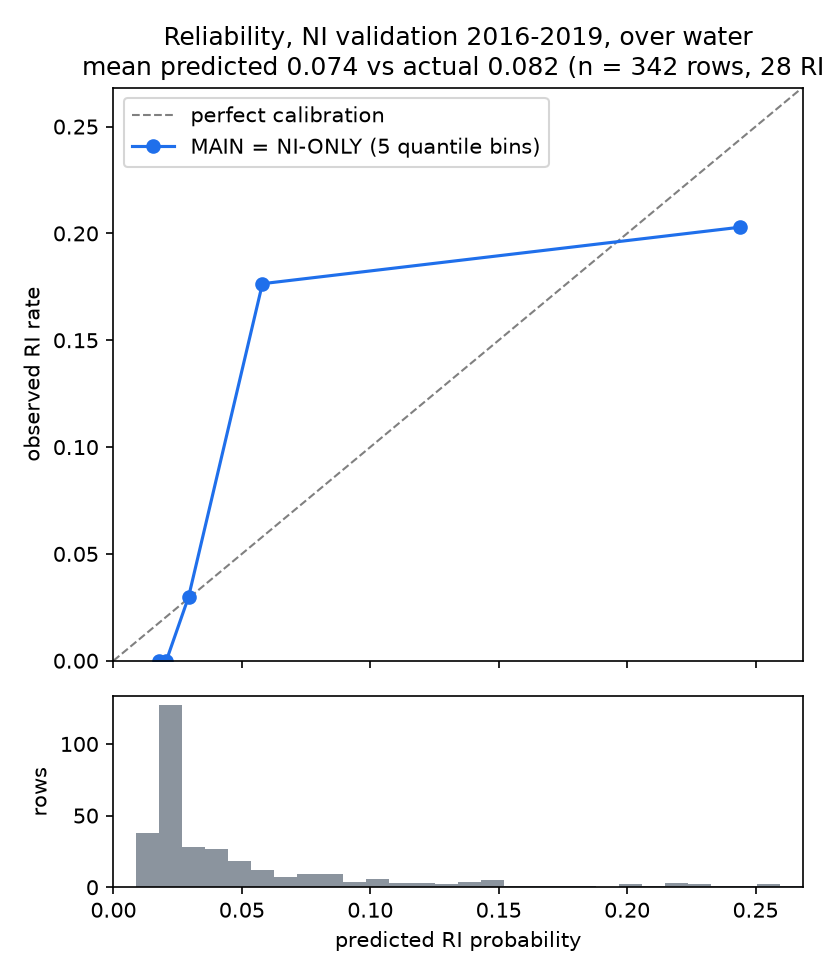 Reliability, NI validation 2016-2019, over water
mean predicted 0.074 vs actual 0.082 (n = 342 rows, 28 RI
perfect calibration
MAIN = NI-ONLY (5 quantile bins)
observed RI rate
0.25
0.20
0.15
0.10
0.05
0.00
rows
100
50
0
0.00 0.05 0.10 0.15 0.20 0.25
predicted RI probability